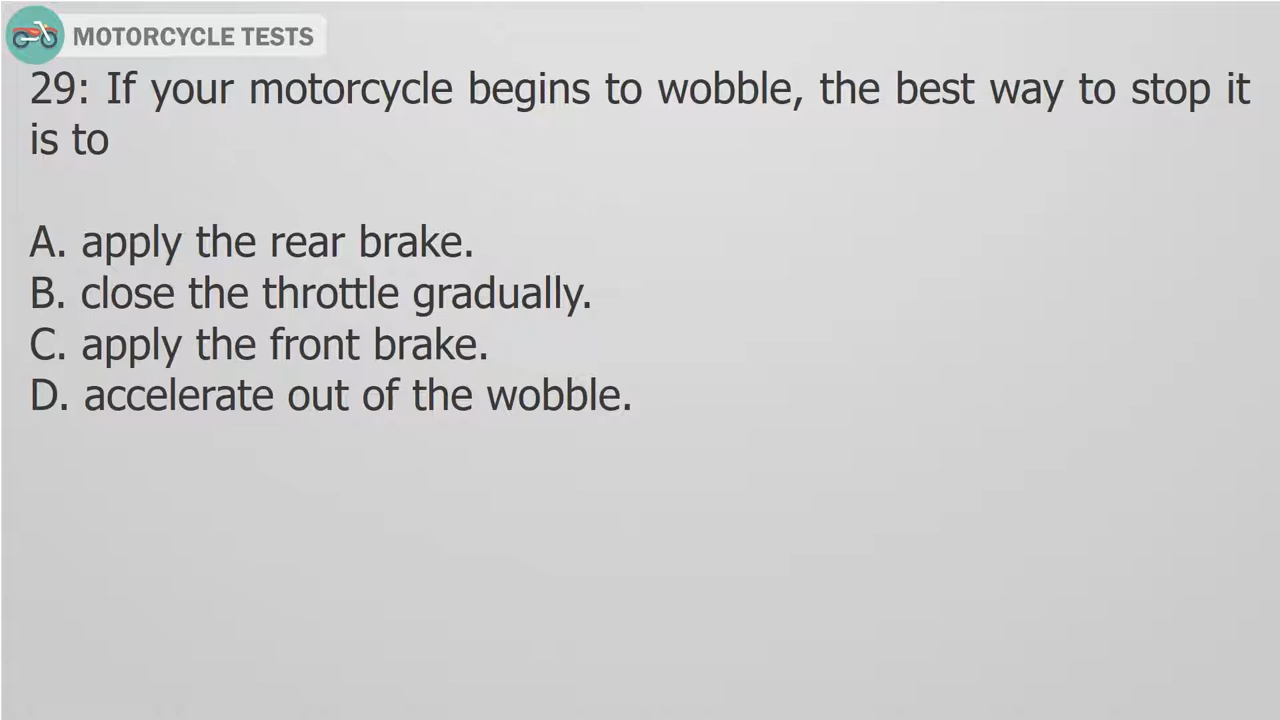 MOTORCYCLE TESTS
29: If your motorcycle begins to wobble, the best way to stop it
is to
A. apply the rear brake.
B. close the throttle gradually.
C. apply the front brake.
D. accelerate out of the wobble.